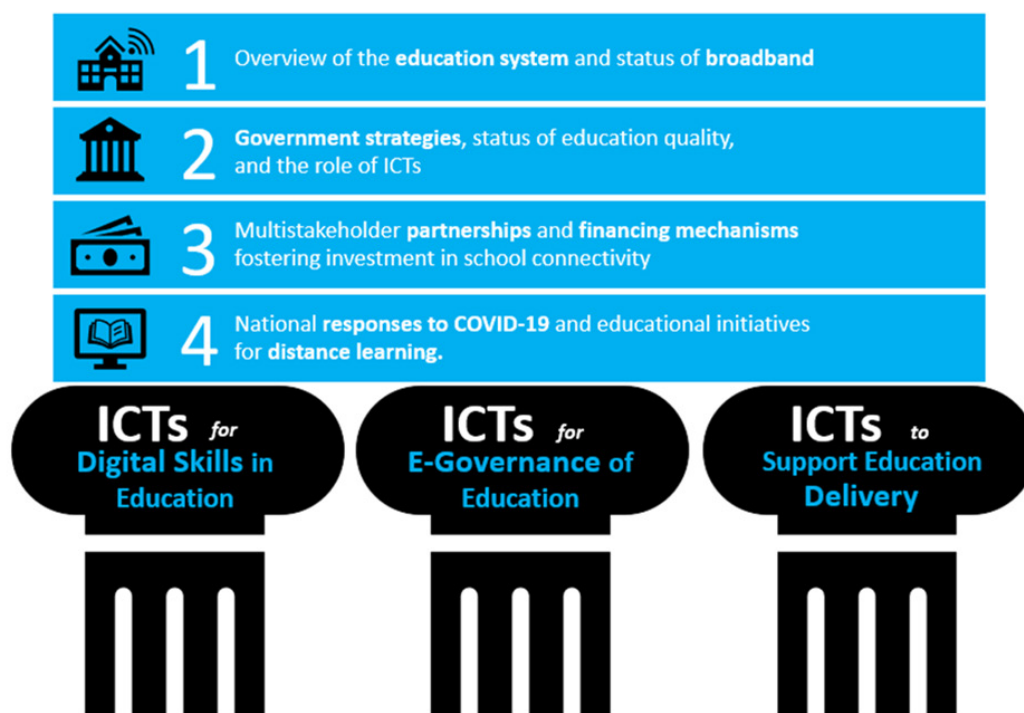 1
Overview of the education system and status of broadband
2
Government strategies, status of education quality,
and the role of ICTs
3
Multistakeholder partnerships and financing mechanisms
fostering investment in school connectivity
4
National responses to COVID-19 and educational initiatives
for distance learning.
ICTs for
Digital Skills in
Education
ICTs for
E-Governance of
Education
ICTs to
Support Education
Delivery